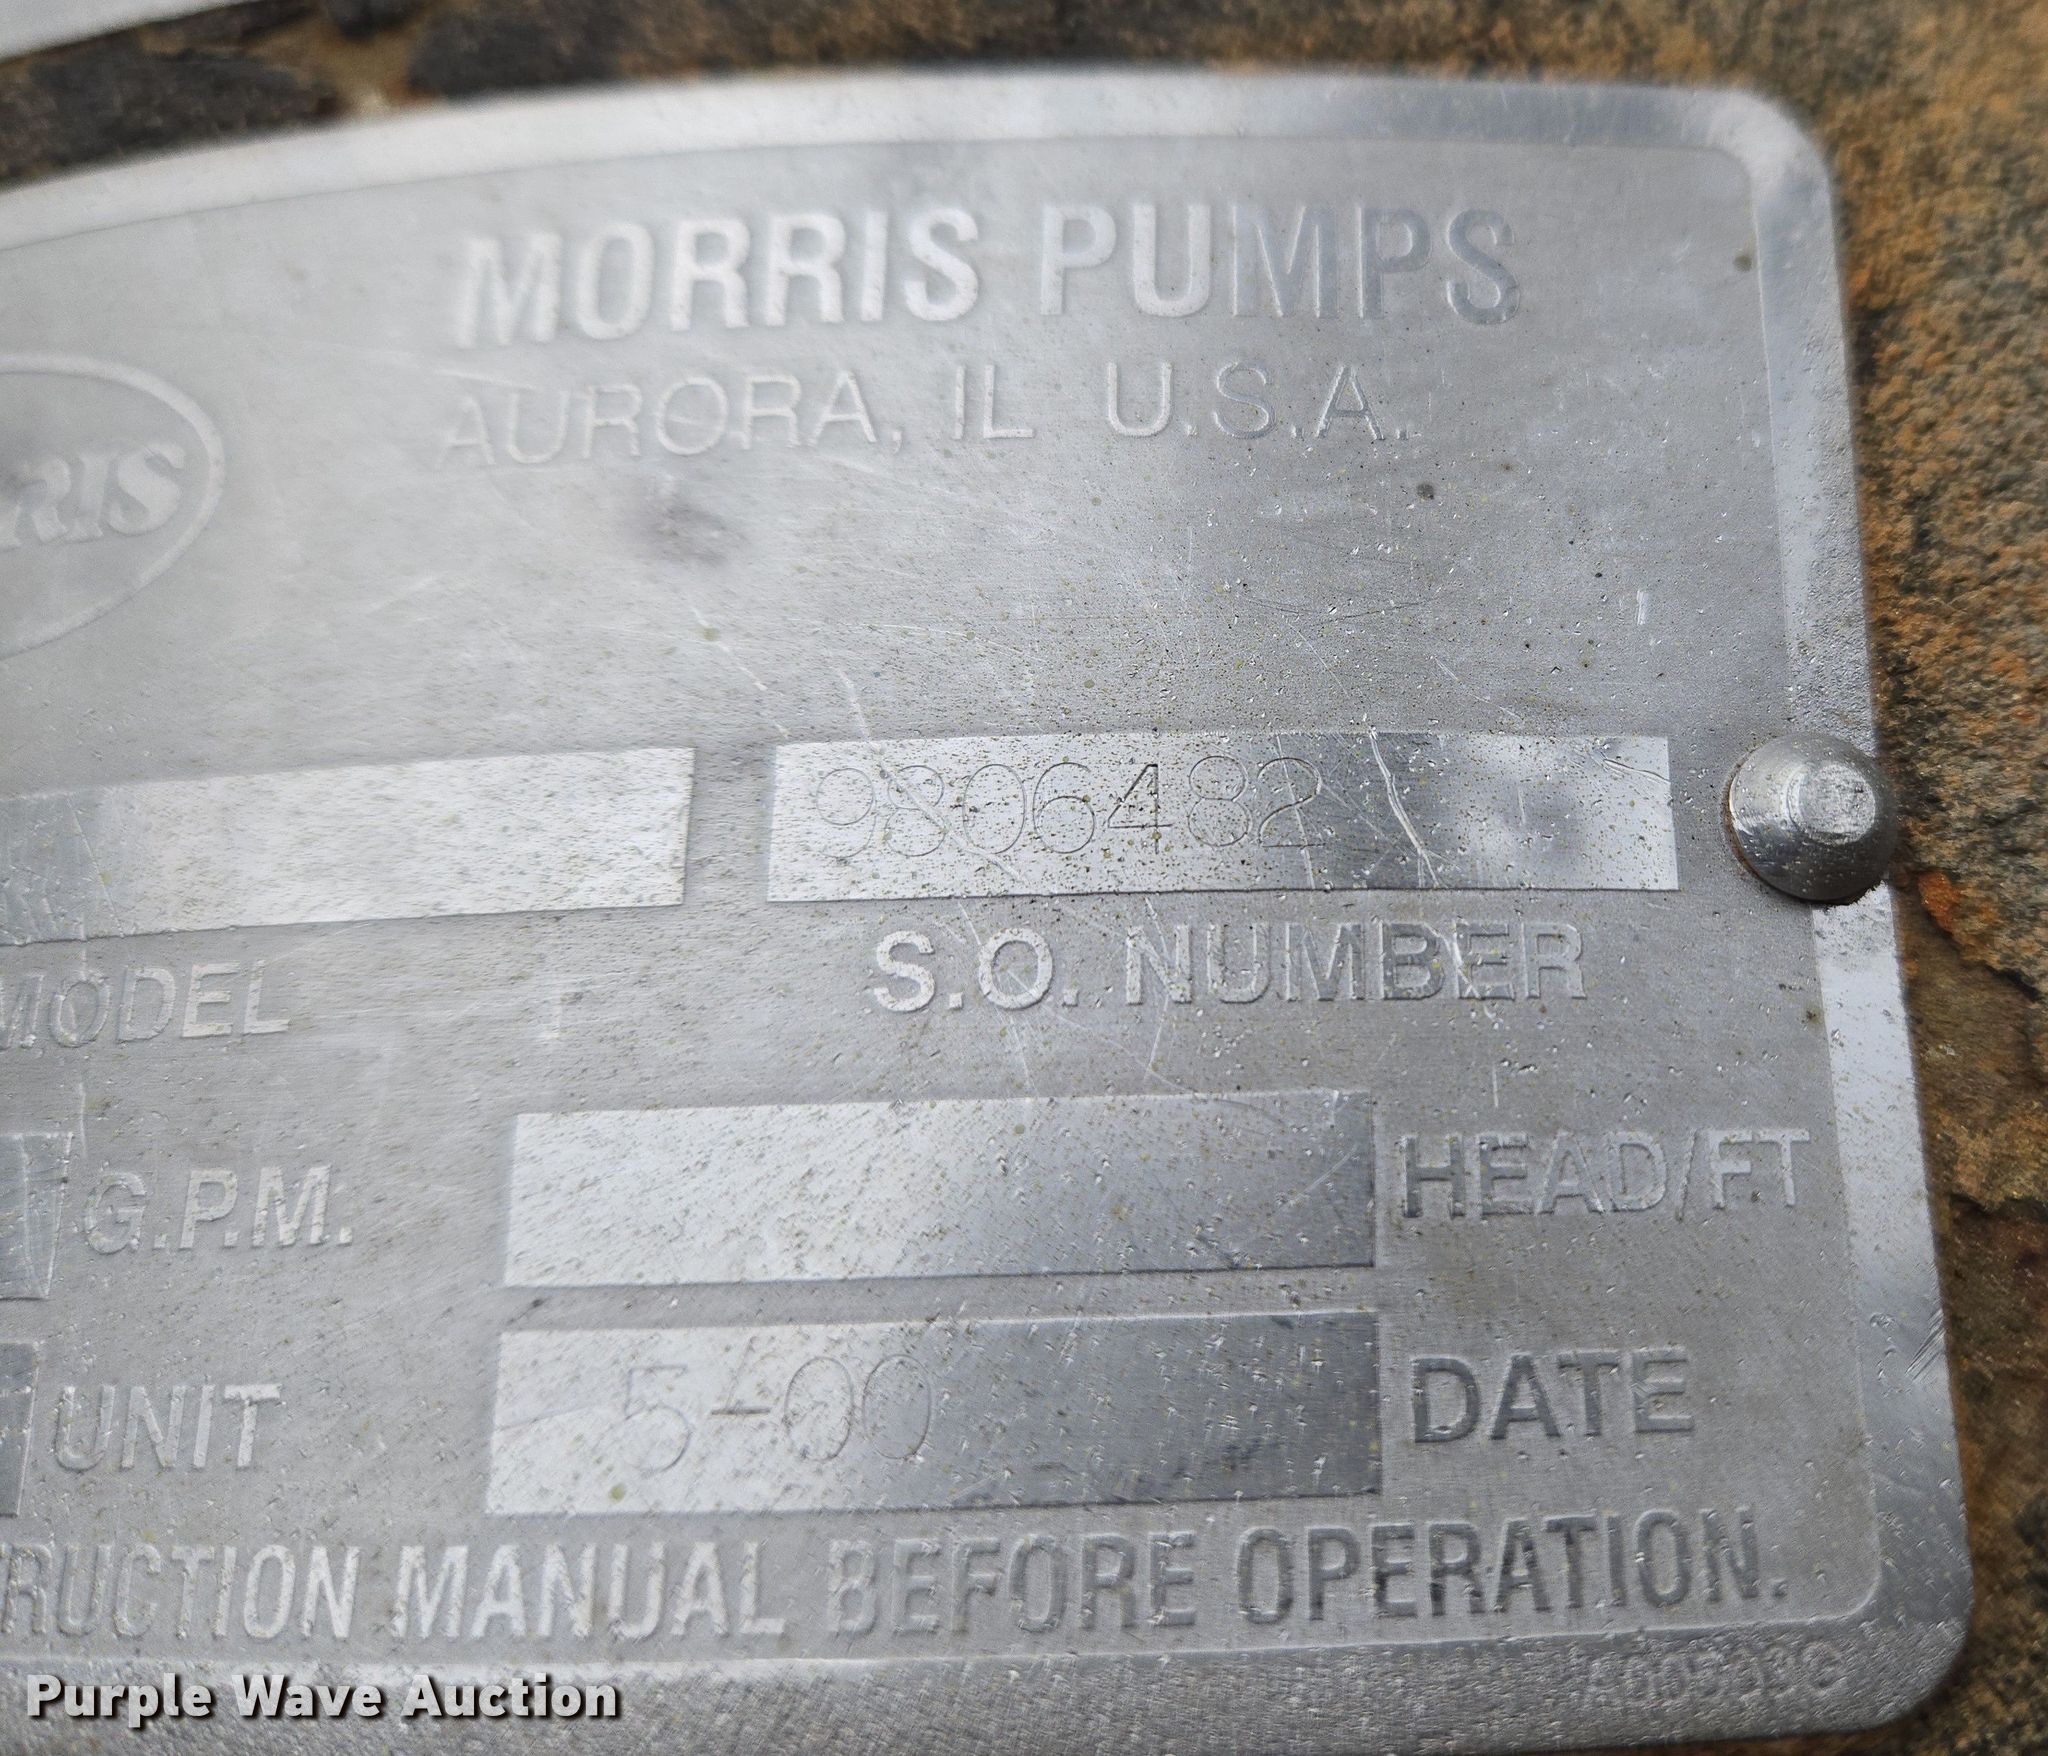 MORRIS PUMPS
AURORA, IL U.S.A.
RIS
9806482
MODEL
S.O. NUMBER
G.P.M.
HEAD/FT
UNIT
5-00
DATE
RUCTION MANUAL BEFORE OPERATION.
Purple Wave Auction